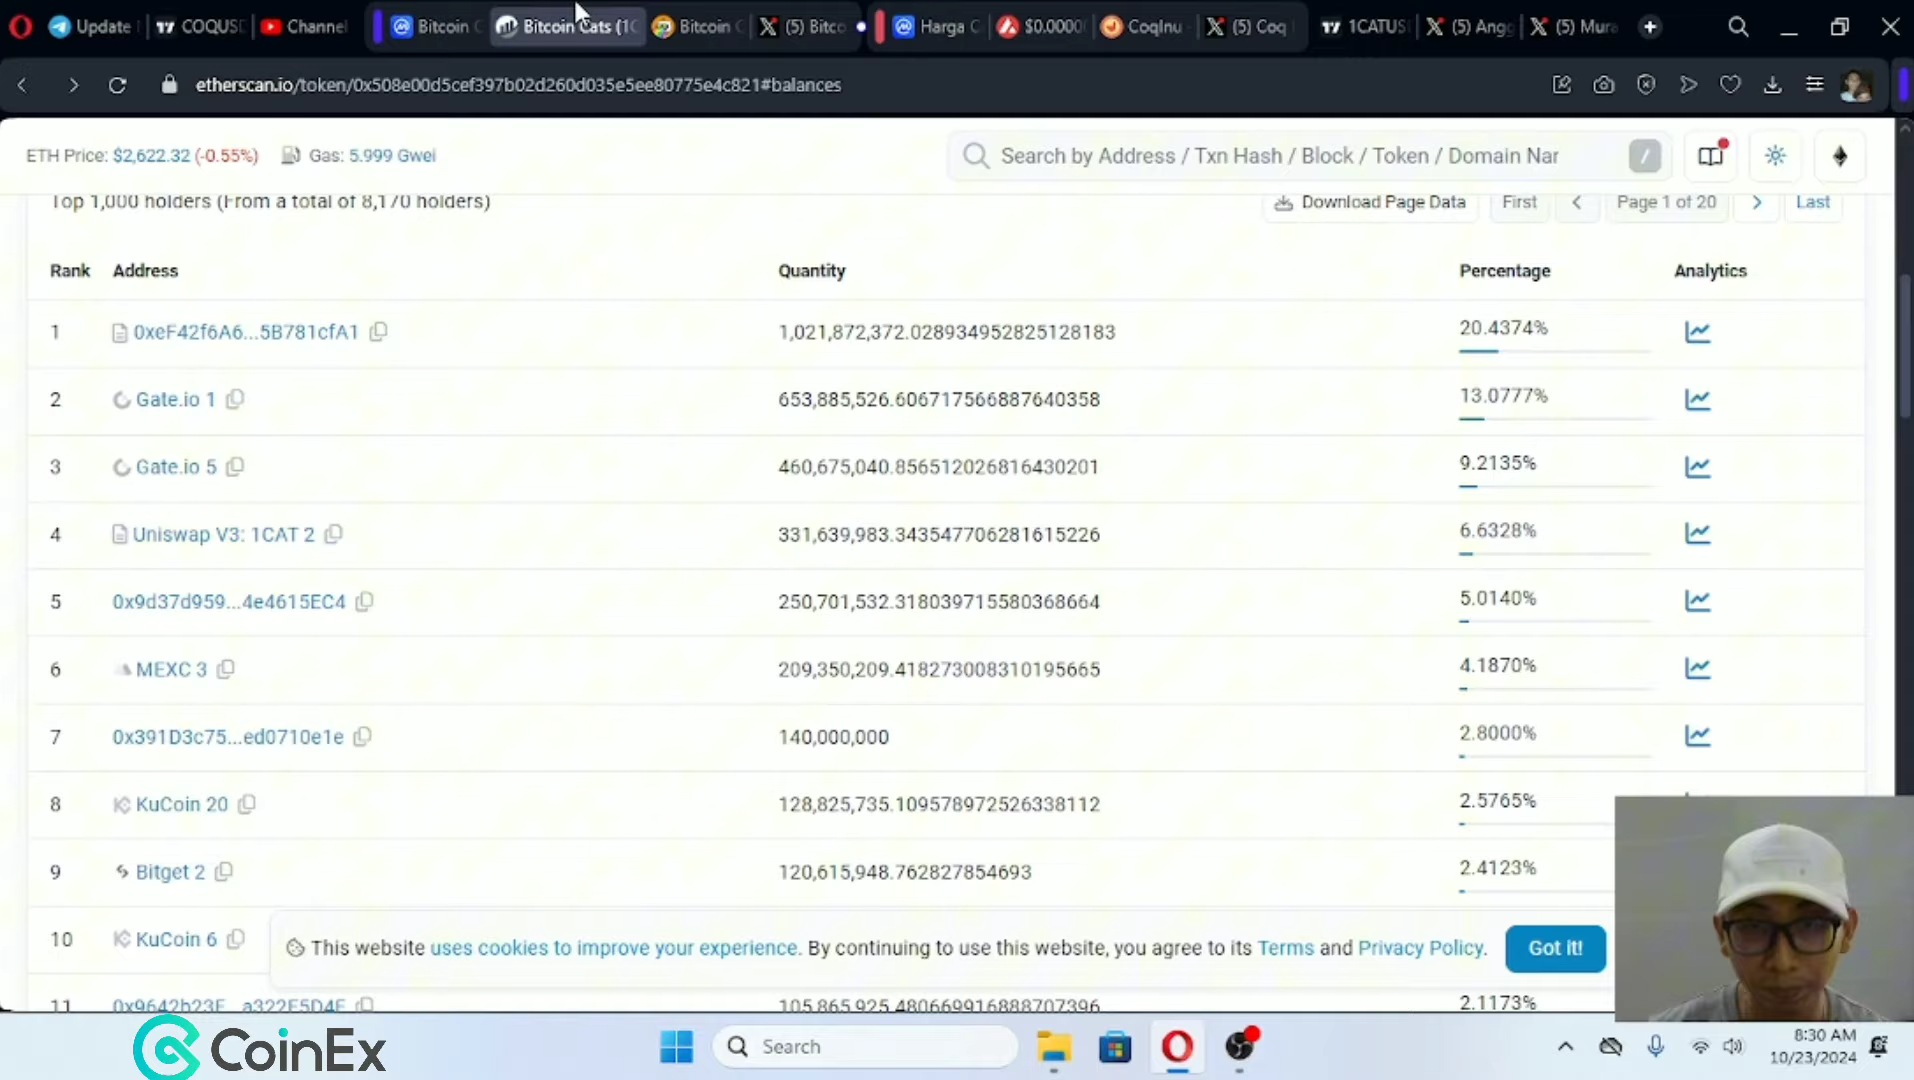 Update
COQUSD
Channel
Bitcoin C
Bitcoin Cats (1C
Bitcoin C
(5) Bitco
Harga C
$0.0000
CoqInu
(5) Coq
1CATUS
(5) Angg
(5) Mura
etherscan.io/token/0x508e00d5cef397b02d260d035e5ee80775e4c821#balances
ETH Price: $2,622.32 (-0.55%) Gas: 5.999 Gwei
Search by Address / Txn Hash / Block / Token / Domain Nar /
Top 1,000 holders (From a total of 8,170 holders)
Download Page Data First Page 1 of 20 Last
Rank Address Quantity Percentage Analytics
1 0xeF42f6A6...5B781cfA1 1,021,872,372.028934952825128183 20.4374%
2 Gate.io 1 653,885,526.606717566887640358 13.0777%
3 Gate.io 5 460,675,040.856512026816430201 9.2135%
4 Uniswap V3: 1CAT 2 331,639,983.343547706281615226 6.6328%
5 0x9d37d959...4e4615EC4 250,701,532.318039715580368664 5.0140%
6 MEXC 3 209,350,209.418273008310195665 4.1870%
7 0x391D3c75...ed0710e1e 140,000,000 2.8000%
8 KuCoin 20 128,825,735.109578972526338112 2.5765%
9 Bitget 2 120,615,948.762827854693 2.4123%
10 KuCoin 6
This website uses cookies to improve your experience. By continuing to use this website, you agree to its Terms and Privacy Policy. Got it!
11 0x9642b23E...a322E5D4E 105,865,925.480669916888707396 2.1173%
CoinEx
Search
8:30 AM
10/23/2024